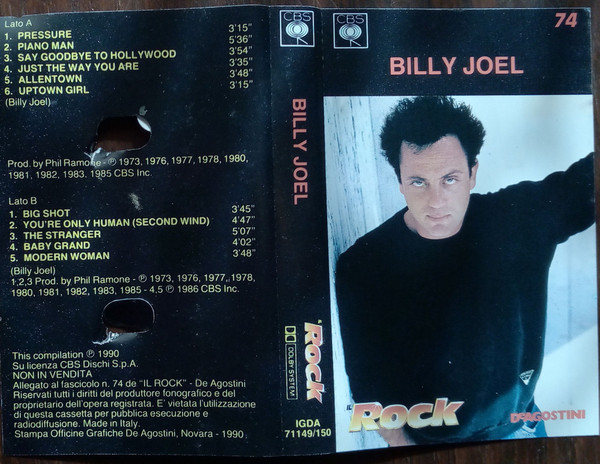 Lato A
1. PRESSURE 3'15"
2. PIANO MAN 5'36"
3. SAY GOODBYE TO HOLLYWOOD 3'54"
4. JUST THE WAY YOU ARE 3'35"
5. ALLENTOWN 3'48"
6. UPTOWN GIRL 3'15"
(Billy Joel)
Prod. by Phil Ramone - ℗ 1973, 1976, 1977, 1978, 1980,
1981, 1982, 1983. 1985 CBS Inc.
Lato B
1. BIG SHOT 3'45"
2. YOU'RE ONLY HUMAN (SECOND WIND) 4'47"
3. THE STRANGER 5'07"
4. BABY GRAND 4'02"
5. MODERN WOMAN 3'48"
(Billy Joel)
1,2,3 Prod. by Phil Ramone - ℗ 1973, 1976, 1977, 1978,
1980, 1981, 1982, 1983, 1985 - 4,5 ℗ 1986 CBS Inc.
This compilation ℗ 1990
Su licenza CBS Dischi S.p.A.
NON IN VENDITA
Allegato al fascicolo n. 74 de "IL ROCK" - De Agostini
Riservati tutti i diritti del produttore fonografico e del
proprietario dell'opera registrata. E' vietata l'utilizzazione
di questa cassetta per pubblica esecuzione e
radiodiffusione. Made in Italy.
Stampa Officine Grafiche De Agostini, Novara - 1990
CBS
BILLY JOEL
DOLBY SYSTEM
IL Rock
IGDA
71149/150
CBS
74
BILLY JOEL
IL Rock
DeAGOSTINI